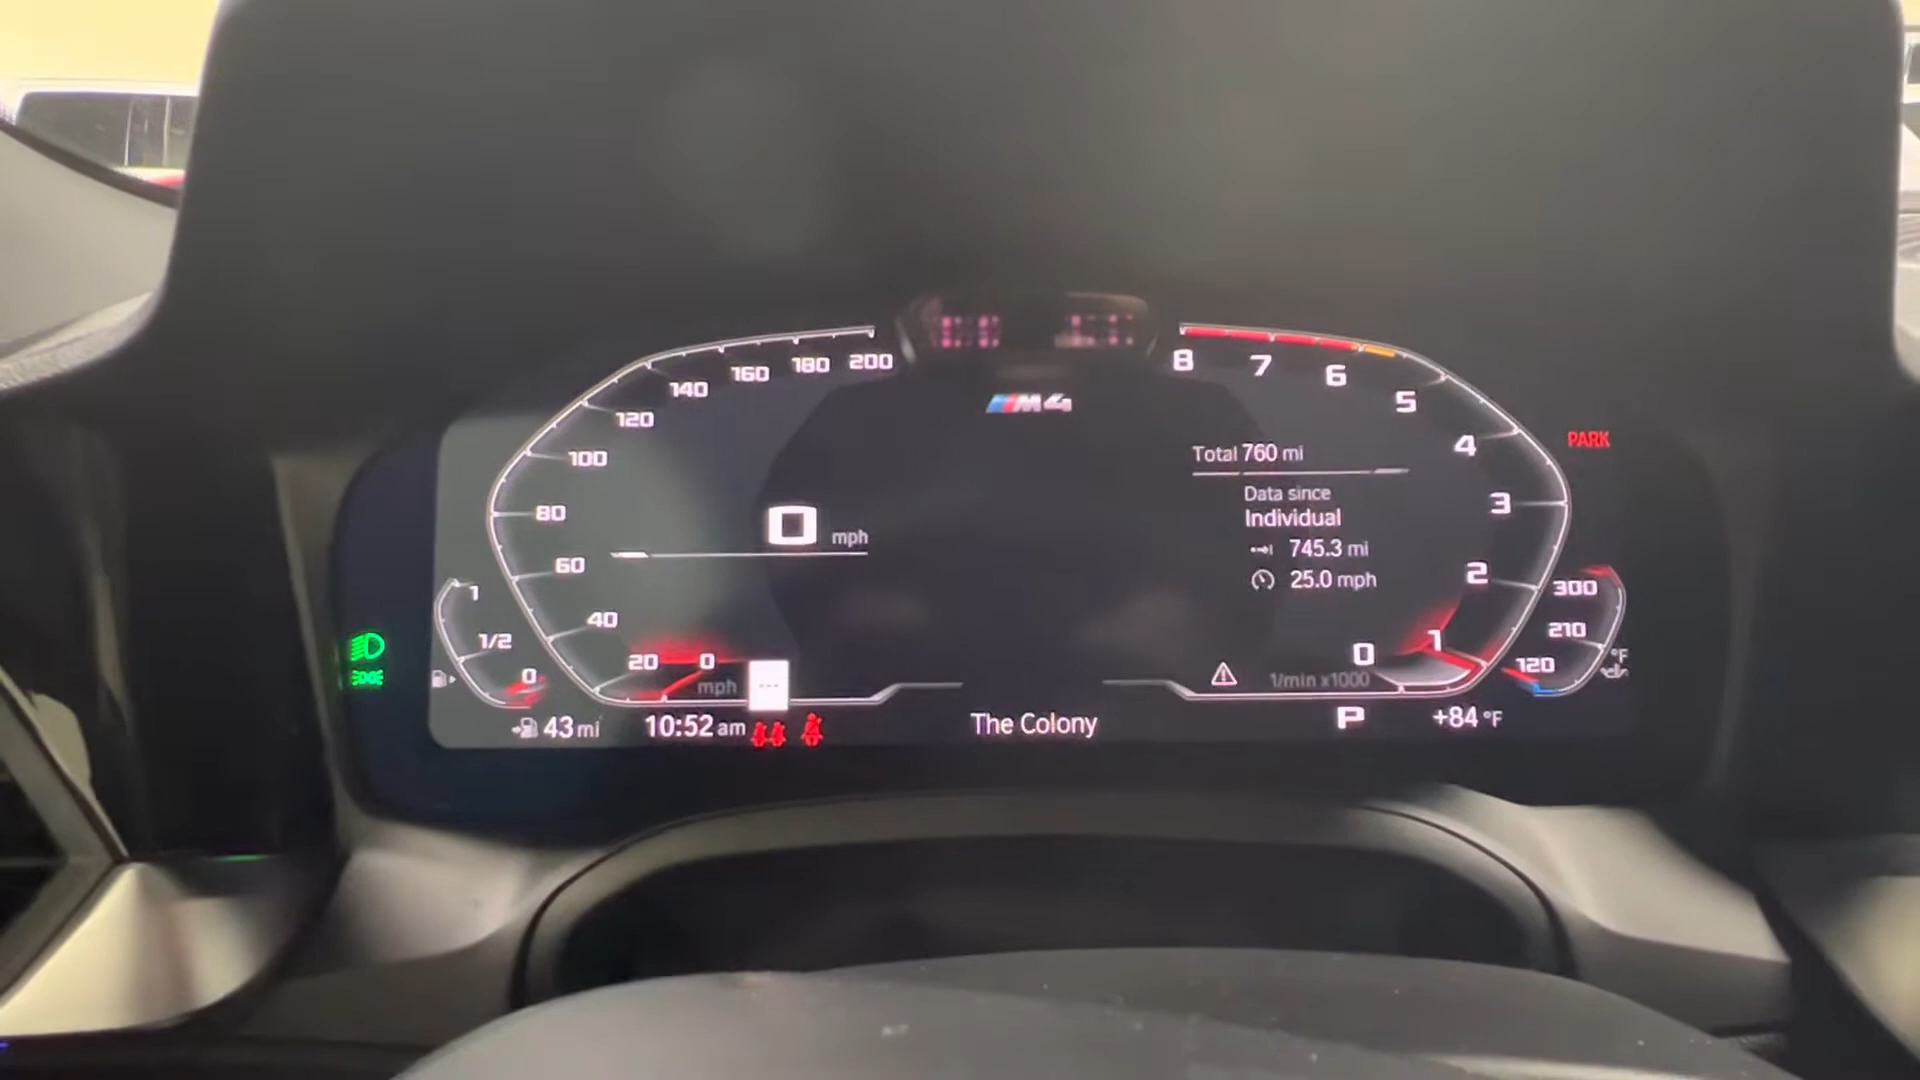 200
180
160
140
120
100
80
60
40
20
0
mph
0 mph
1
1/2
0
43 mi
10:52 am
---
M4
The Colony
Total 760 mi
Data since
Individual
745.3 mi
25.0 mph
8
7
6
5
4
3
2
1
0
1/min x1000
P
+84 °F
PARK
300
210
120
°F